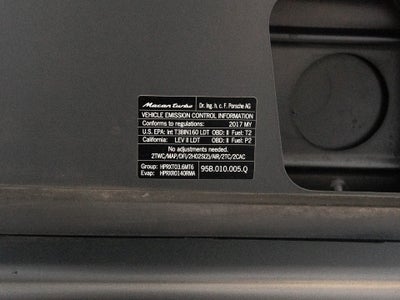 Macan turbo Dr. Ing. h. c. F. Porsche AG
VEHICLE EMISSION CONTROL INFORMATION
Conforms to regulations: 2017 MY
U.S. EPA: Int T3BIN160 LDT OBD: II Fuel: T2
California: LEV II LDT OBD: II Fuel: P2
No adjustments needed.
2TWC/MAP/DFI/2HO2S(2)/AIR/2TC/2CAC
Group: HPRXT03.6MT6
Evap: HPRXR0140RMA
95B.010.005.Q